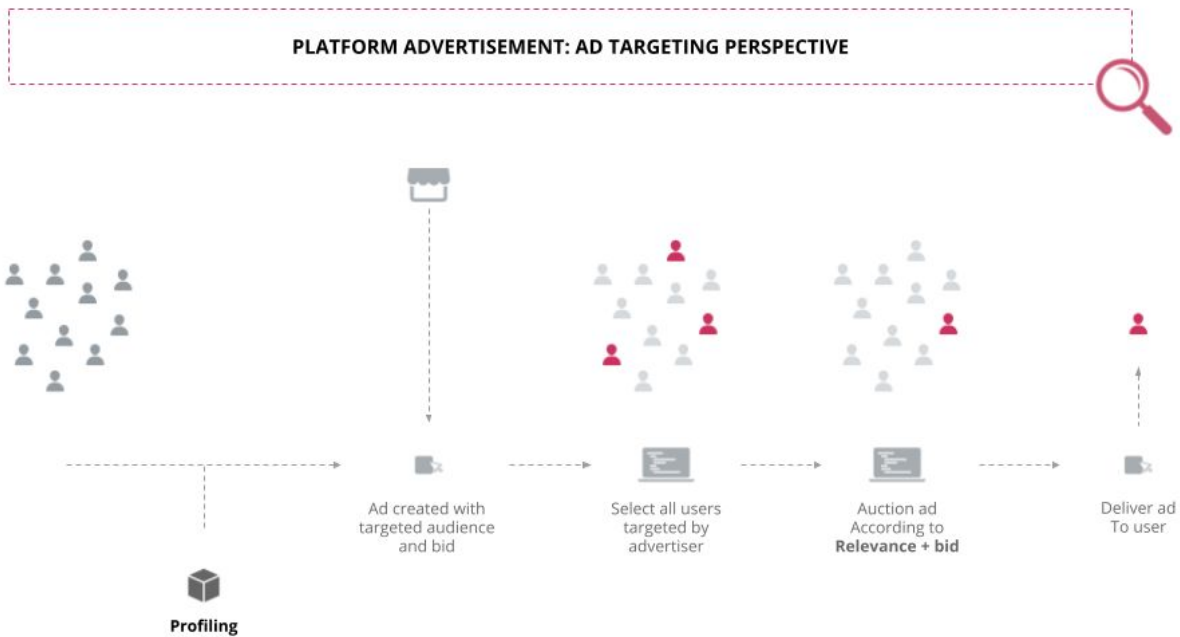 PLATFORM ADVERTISEMENT: AD TARGETING PERSPECTIVE
Ad created with
targeted audience
and bid
Select all users
targeted by
advertiser
Auction ad
According to
Relevance + bid
Deliver ad
To user
Profiling